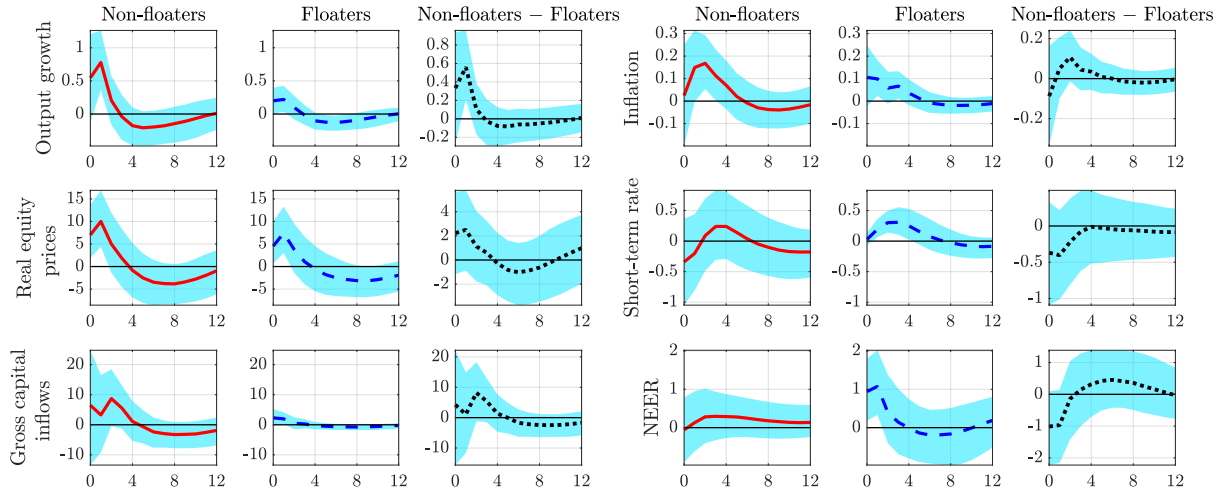 Non-floaters Floaters Non-floaters − Floaters Non-floaters Floaters Non-floaters − Floaters
Output growth
1
0.5
0
0 4 8 12
1
0.5
0
0 4 8 12
0.8
0.6
0.4
0.2
0
-0.2
0 4 8 12
Inflation
0.3
0.2
0.1
0
-0.1
0 4 8 12
0.3
0.2
0.1
0
-0.1
0 4 8 12
0.2
0
-0.2
0 4 8 12
Real equity
prices
15
10
5
0
-5
0 4 8 12
15
10
5
0
-5
0 4 8 12
4
2
0
-2
0 4 8 12
Short-term rate
0.5
0
-0.5
-1
0 4 8 12
0.5
0
-0.5
-1
0 4 8 12
0
-0.5
-1
0 4 8 12
Gross capital
inflows
20
10
0
-10
0 4 8 12
20
10
0
-10
0 4 8 12
20
10
0
-10
0 4 8 12
NEER
2
1
0
0 4 8 12
2
1
0
0 4 8 12
1
0
-1
-2
0 4 8 12